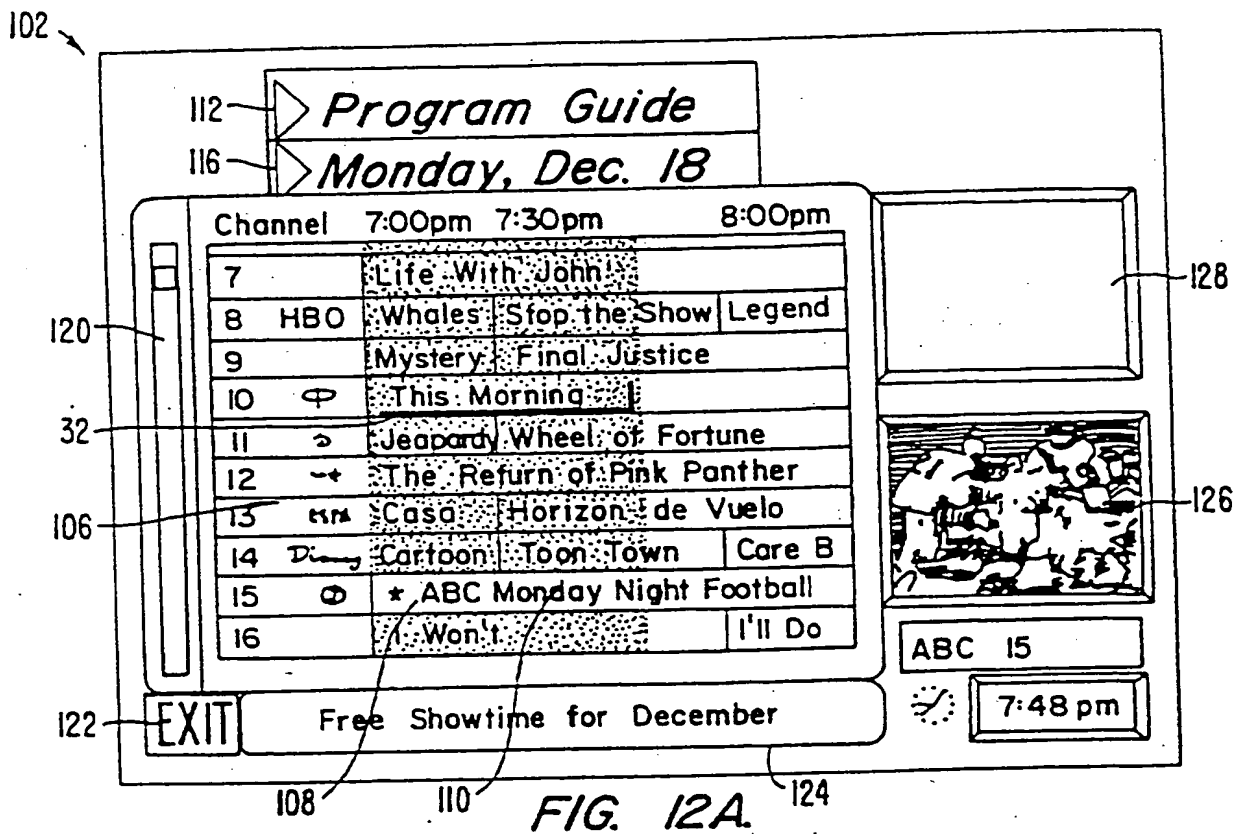 102
112 Program Guide
116 Monday, Dec. 18
Channel 7:00pm 7:30pm 8:00pm
7 Life With John
8 HBO Whales Stop the Show Legend
9 Mystery Final Justice
10 This Morning
32
11 Jeopardy Wheel of Fortune
12 The Return of Pink Panther
13 Casa Horizon de Vuelo
14 Cartoon Toon Town Care B
15 * ABC Monday Night Football
16 I Won't I'll Do
120
106
128
126
ABC 15
122 EXIT Free Showtime for December
7:48 pm
108 110 124
FIG. 12A.